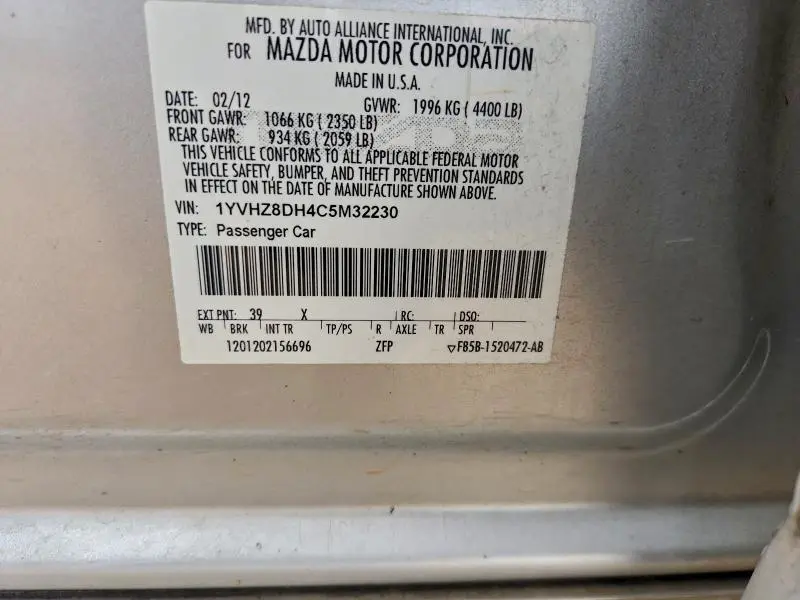 MFD. BY AUTO ALLIANCE INTERNATIONAL, INC.
FOR MAZDA MOTOR CORPORATION
MADE IN U.S.A.
DATE: 02/12 GVWR: 1996 KG ( 4400 LB)
FRONT GAWR: 1066 KG ( 2350 LB)
REAR GAWR: 934 KG ( 2059 LB)
THIS VEHICLE CONFORMS TO ALL APPLICABLE FEDERAL MOTOR
VEHICLE SAFETY, BUMPER, AND THEFT PREVENTION STANDARDS
IN EFFECT ON THE DATE OF MANUFACTURE SHOWN ABOVE.
VIN: 1YVHZ8DH4C5M32230
TYPE: Passenger Car
EXT PNT: 39 X RC: DSO:
WB BRK INT TR TP/PS R AXLE TR SPR
1201202156696 ZFP ▽F85B-1520472-AB